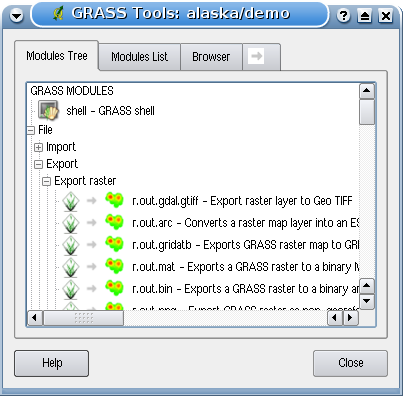 GRASS Tools: alaska/demo
Modules Tree
Modules List
Browser
GRASS MODULES
shell - GRASS shell
File
Import
Export
Export raster
r.out.gdal.gtiff - Export raster layer to Geo TIFF
r.out.arc - Converts a raster map layer into an ES
r.out.gridatb - Exports GRASS raster map to GRI
r.out.mat - Exports a GRASS raster to a binary M
r.out.bin - Exports a GRASS raster to a binary ar
Help
Close